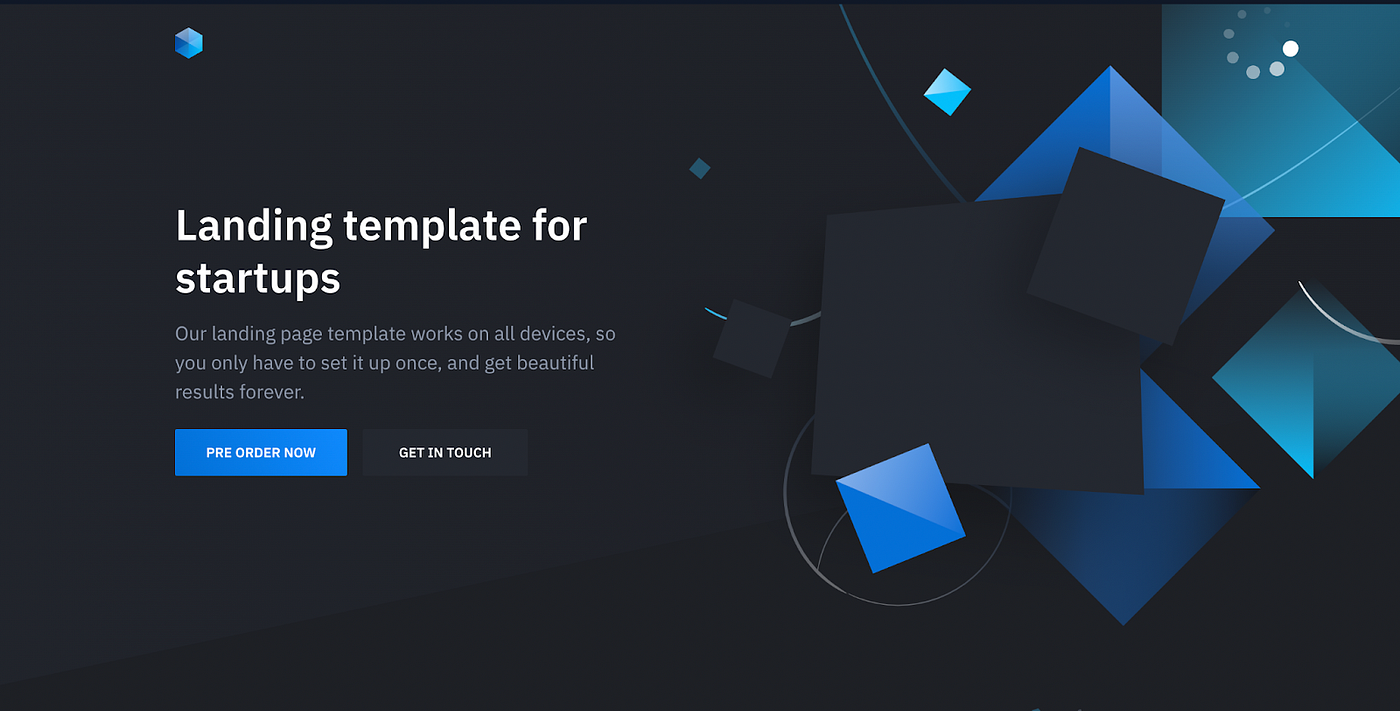 Landing template for
startups
Our landing page template works on all devices, so
you only have to set it up once, and get beautiful
results forever.
PRE ORDER NOW
GET IN TOUCH